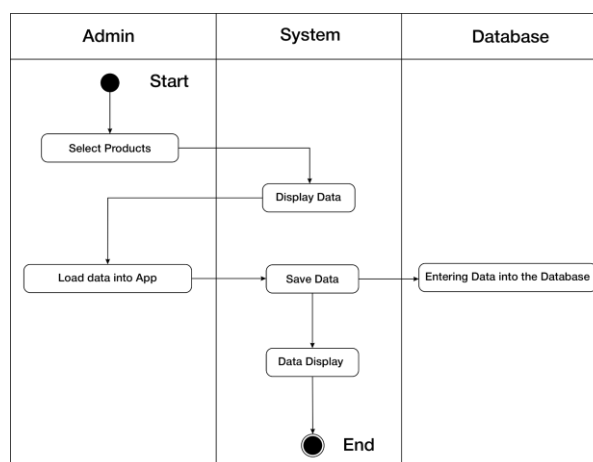 Admin
System
Database
Start
Select Products
Display Data
Load data into App
Save Data
Entering Data into the Database
Data Display
End